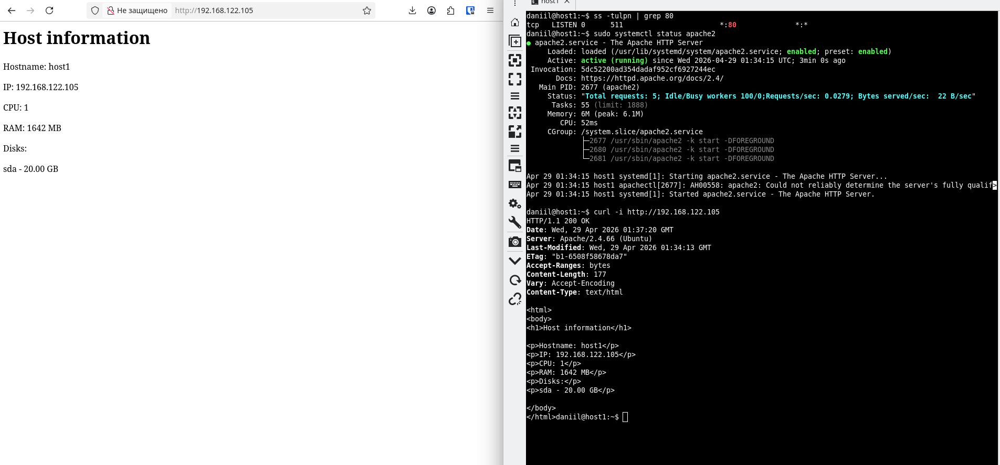 Не защищено
http://192.168.122.105
Host information
Hostname: host1
IP: 192.168.122.105
CPU: 1
RAM: 1642 MB
Disks:
sda - 20.00 GB
host1
daniil@host1:~$ ss -tulpn | grep 80
tcp   LISTEN 0      511                                *:80              *:*
daniil@host1:~$ sudo systemctl status apache2
● apache2.service - The Apache HTTP Server
     Loaded: loaded (/usr/lib/systemd/system/apache2.service; enabled; preset: enabled)
     Active: active (running) since Wed 2026-04-29 01:34:15 UTC; 3min 0s ago
 Invocation: 5dc52200ad354dadaf952cf6927244ec
       Docs: https://httpd.apache.org/docs/2.4/
   Main PID: 2677 (apache2)
     Status: "Total requests: 5; Idle/Busy workers 100/0;Requests/sec: 0.0279; Bytes served/sec:  22 B/sec"
      Tasks: 55 (limit: 1888)
     Memory: 6M (peak: 6.1M)
        CPU: 52ms
     CGroup: /system.slice/apache2.service
             ├─2677 /usr/sbin/apache2 -k start -DFOREGROUND
             ├─2680 /usr/sbin/apache2 -k start -DFOREGROUND
             └─2681 /usr/sbin/apache2 -k start -DFOREGROUND
Apr 29 01:34:15 host1 systemd[1]: Starting apache2.service - The Apache HTTP Server...
Apr 29 01:34:15 host1 apachectl[2677]: AH00558: apache2: Could not reliably determine the server's fully qualif>
Apr 29 01:34:15 host1 systemd[1]: Started apache2.service - The Apache HTTP Server.
daniil@host1:~$ curl -i http://192.168.122.105
HTTP/1.1 200 OK
Date: Wed, 29 Apr 2026 01:37:20 GMT
Server: Apache/2.4.66 (Ubuntu)
Last-Modified: Wed, 29 Apr 2026 01:34:13 GMT
ETag: "b1-6508f58678da7"
Accept-Ranges: bytes
Content-Length: 177
Vary: Accept-Encoding
Content-Type: text/html
<html>
<body>
<h1>Host information</h1>
<p>Hostname: host1</p>
<p>IP: 192.168.122.105</p>
<p>CPU: 1</p>
<p>RAM: 1642 MB</p>
<p>Disks:</p>
<p>sda - 20.00 GB</p>
</body>
</html>daniil@host1:~$